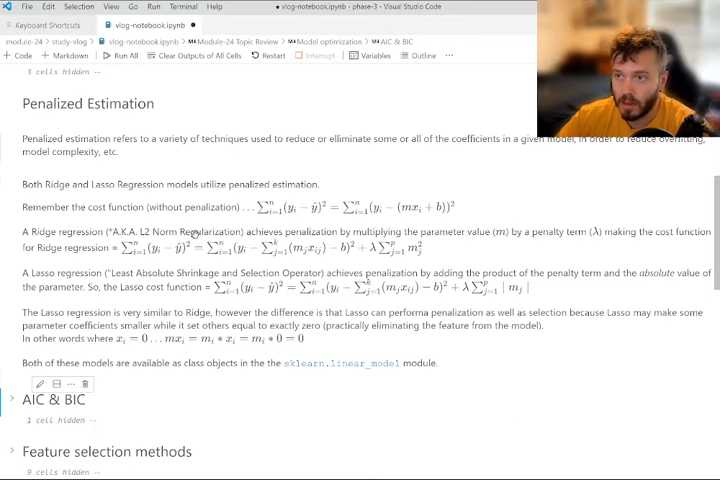 File Edit Selection View Go Run Terminal Help
vlog-notebook.ipynb - phase-3 - Visual Studio Code
Keyboard Shortcuts vlog-notebook.ipynb ●
module-24 > study-vlog > vlog-notebook.ipynb > Module-24 Topic Review > Model optimization > AIC & BIC
+ Code + Markdown Run All Clear Outputs of All Cells Restart Interrupt Variables Outline ...
3 cells hidden ...
Penalized Estimation
Penalized estimation refers to a variety of techniques used to reduce or elliminate some or all of the coefficients in a given model, in order to reduce overfitting,
model complexity, etc.
Both Ridge and Lasso Regression models utilize penalized estimation.
Remember the cost function (without penalization) ... ∑ⁿᵢ₌₁(yᵢ − ŷ)² = ∑ⁿᵢ₌₁(yᵢ − (mxᵢ + b))²
A Ridge regression (*A.K.A. L2 Norm Regularization) achieves penalization by multiplying the parameter value (m) by a penalty term (λ) making the cost function
for Ridge regression = ∑ⁿᵢ₌₁(yᵢ − ŷ)² = ∑ⁿᵢ₌₁(yᵢ − ∑ᵏⱼ₌₁(mⱼxᵢⱼ) − b)² + λ∑ᵖⱼ₌₁ mⱼ²
A Lasso regression ("Least Absolute Shrinkage and Selection Operator) achieves penalization by adding the product of the penalty term and the absolute value of
the parameter. So, the Lasso cost function = ∑ⁿᵢ₌₁(yᵢ − ŷ)² = ∑ⁿᵢ₌₁(yᵢ − ∑ᵏⱼ₌₁(mⱼxᵢⱼ) − b)² + λ∑ᵖⱼ₌₁ | mⱼ |
The Lasso regression is very similar to Ridge, however the difference is that Lasso can performa penalization as well as selection because Lasso may make some
parameter coefficients smaller while it set others equal to exactly zero (practically eliminating the feature from the model).
In other words where xᵢ = 0 ... mxᵢ = mᵢ * xᵢ = mᵢ * 0 = 0
Both of these models are available as class objects in the the sklearn.linear_model module.
AIC & BIC
1 cell hidden ...
Feature selection methods
9 cells hidden ...